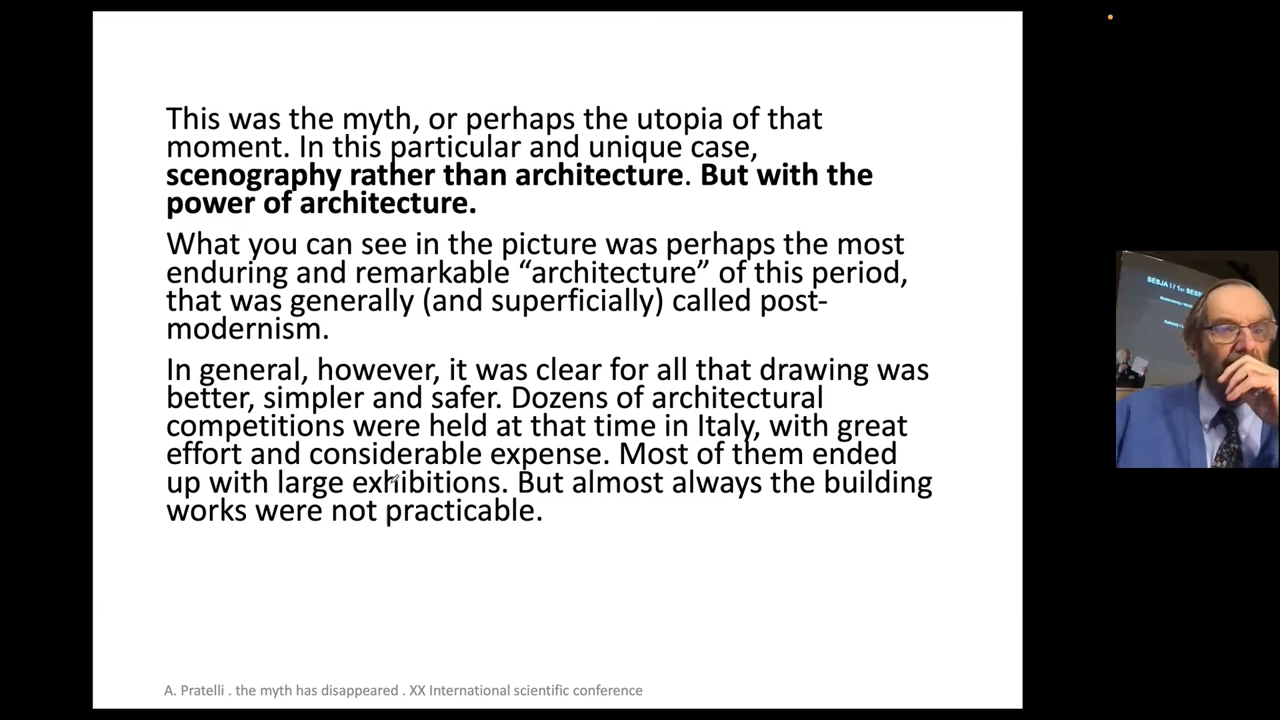 This was the myth, or perhaps the utopia of that
moment. In this particular and unique case,
scenography rather than architecture. But with the
power of architecture.
What you can see in the picture was perhaps the most
enduring and remarkable “architecture” of this period,
that was generally (and superficially) called post-
modernism.
In general, however, it was clear for all that drawing was
better, simpler and safer. Dozens of architectural
competitions were held at that time in Italy, with great
effort and considerable expense. Most of them ended
up with large exhibitions. But almost always the building
works were not practicable.
A. Pratelli . the myth has disappeared . XX International scientific conference
SESJA I / 1st